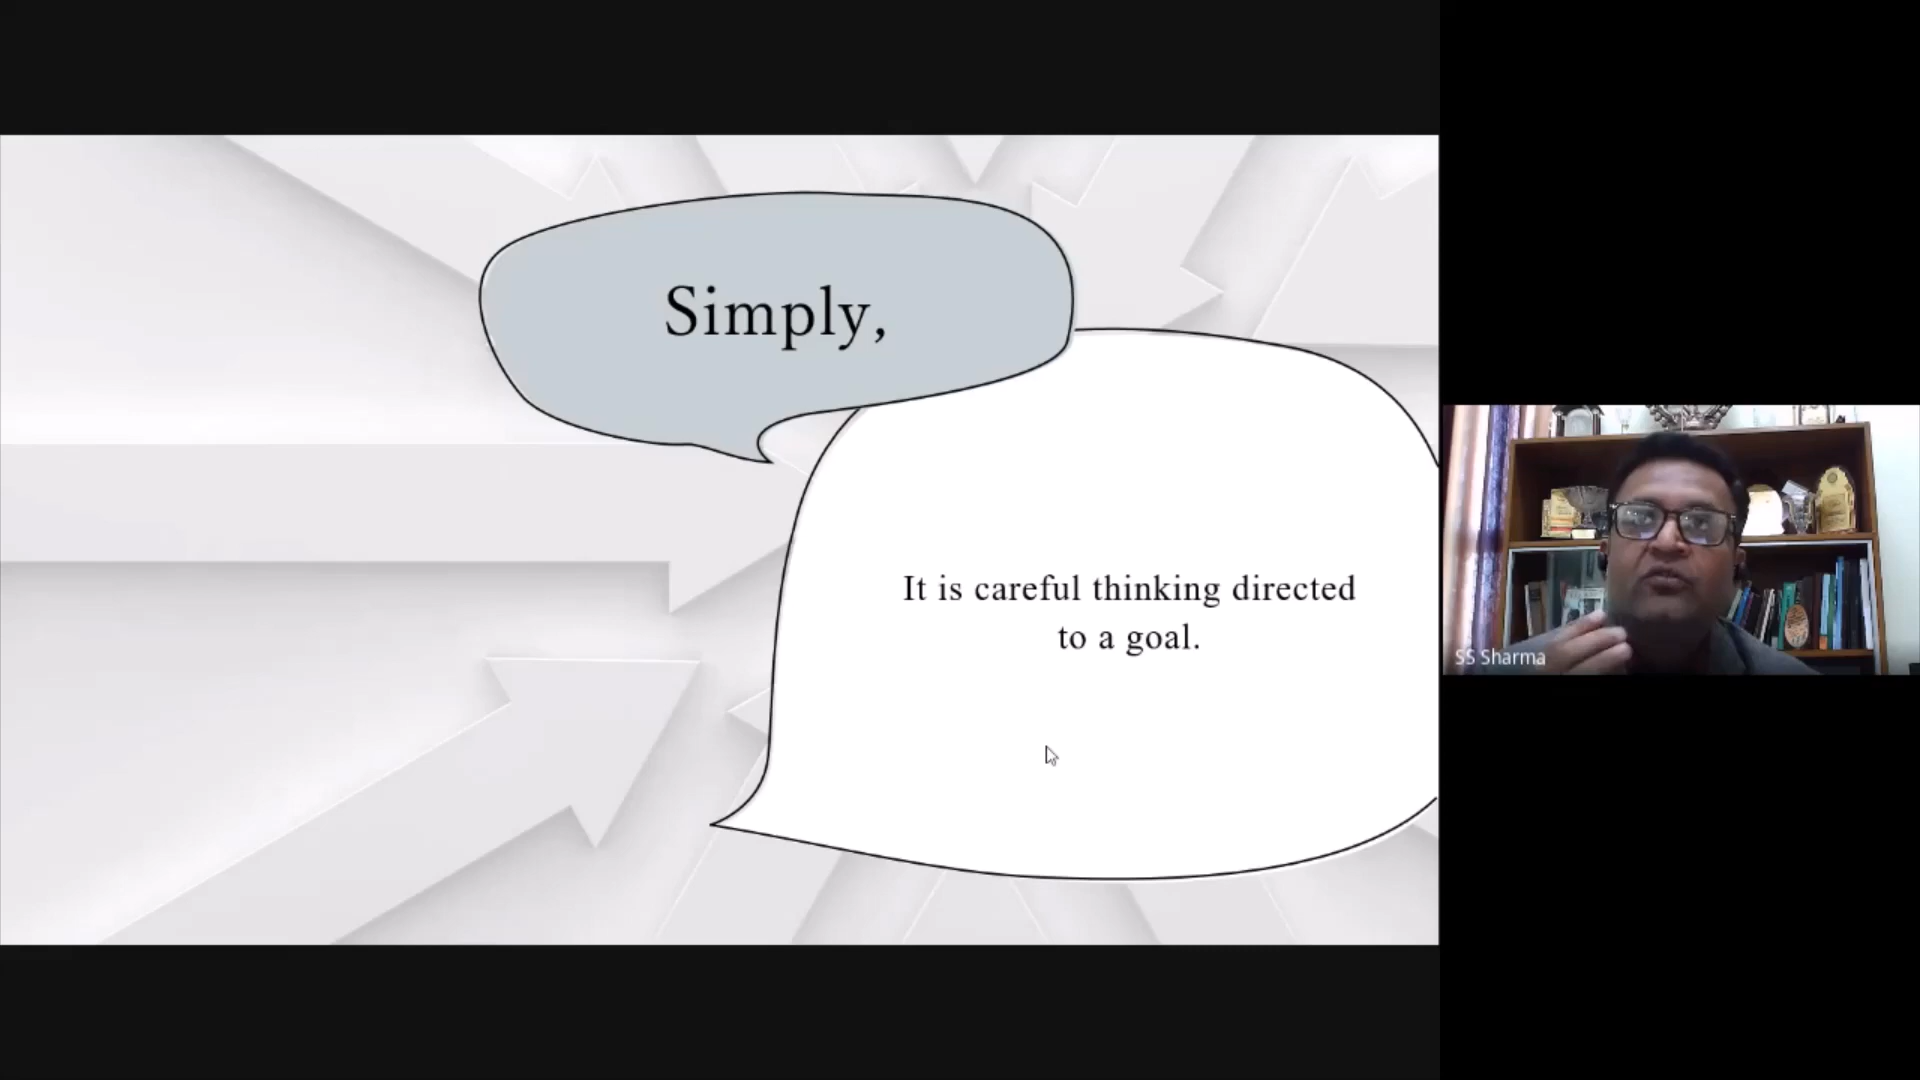 Simply,
It is careful thinking directed
to a goal.
SS Sharma